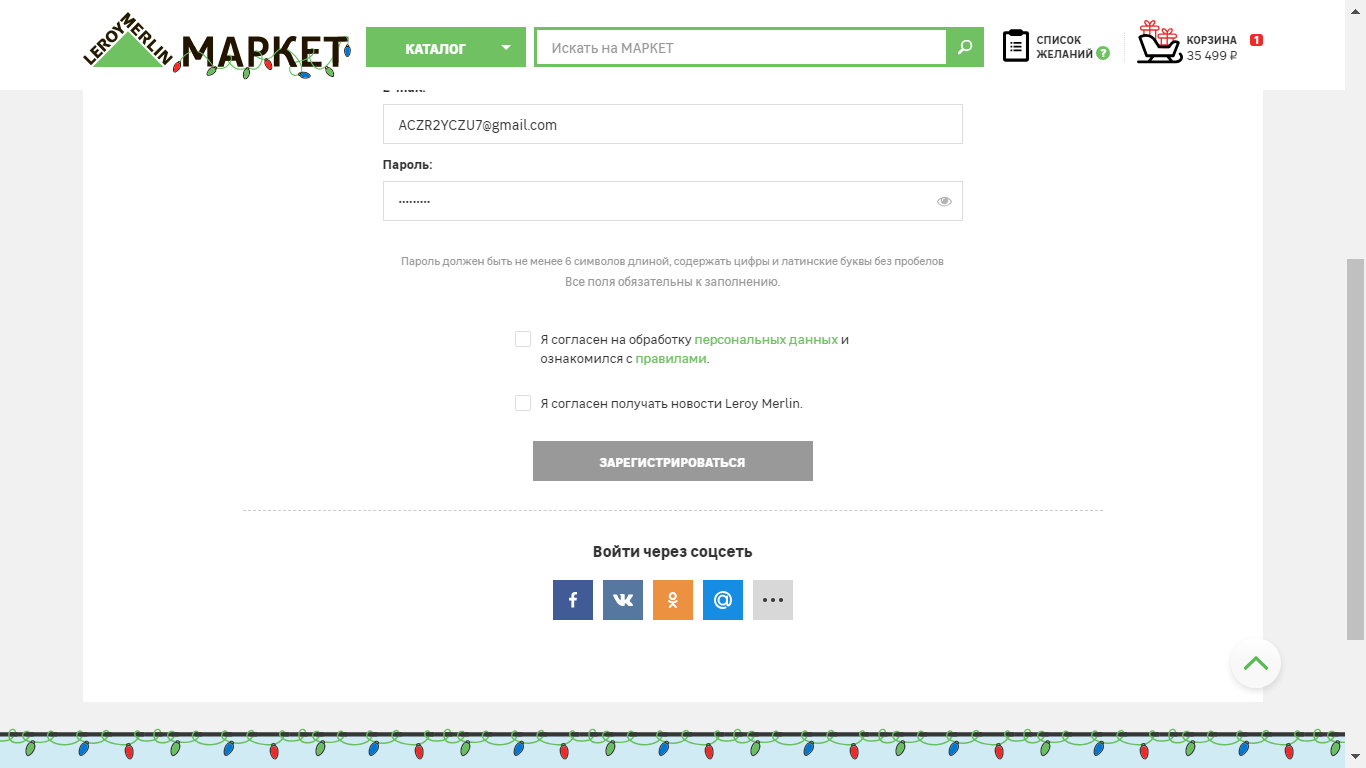 LEROY MERLIN МАРКЕТ
КАТАЛОГ
Искать на МАРКЕТ
СПИСОК
ЖЕЛАНИЙ ?
КОРЗИНА 1
35 499 ₽
E-mail:
ACZR2YCZU7@gmail.com
Пароль:
•••••••••
Пароль должен быть не менее 6 символов длиной, содержать цифры и латинские буквы без пробелов
Все поля обязательны к заполнению.
Я согласен на обработку персональных данных и
ознакомился с правилами.
Я согласен получать новости Leroy Merlin.
ЗАРЕГИСТРИРОВАТЬСЯ
Войти через соцсеть